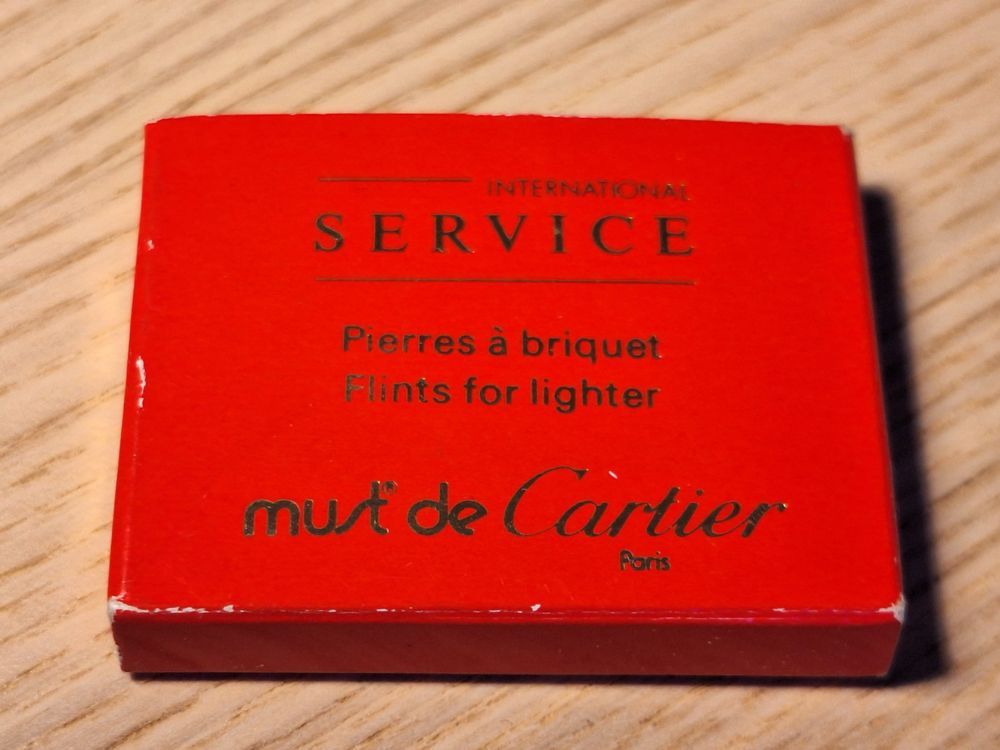 INTERNATIONAL
SERVICE
Pierres à briquet
Flints for lighter
must® de Cartier
Paris